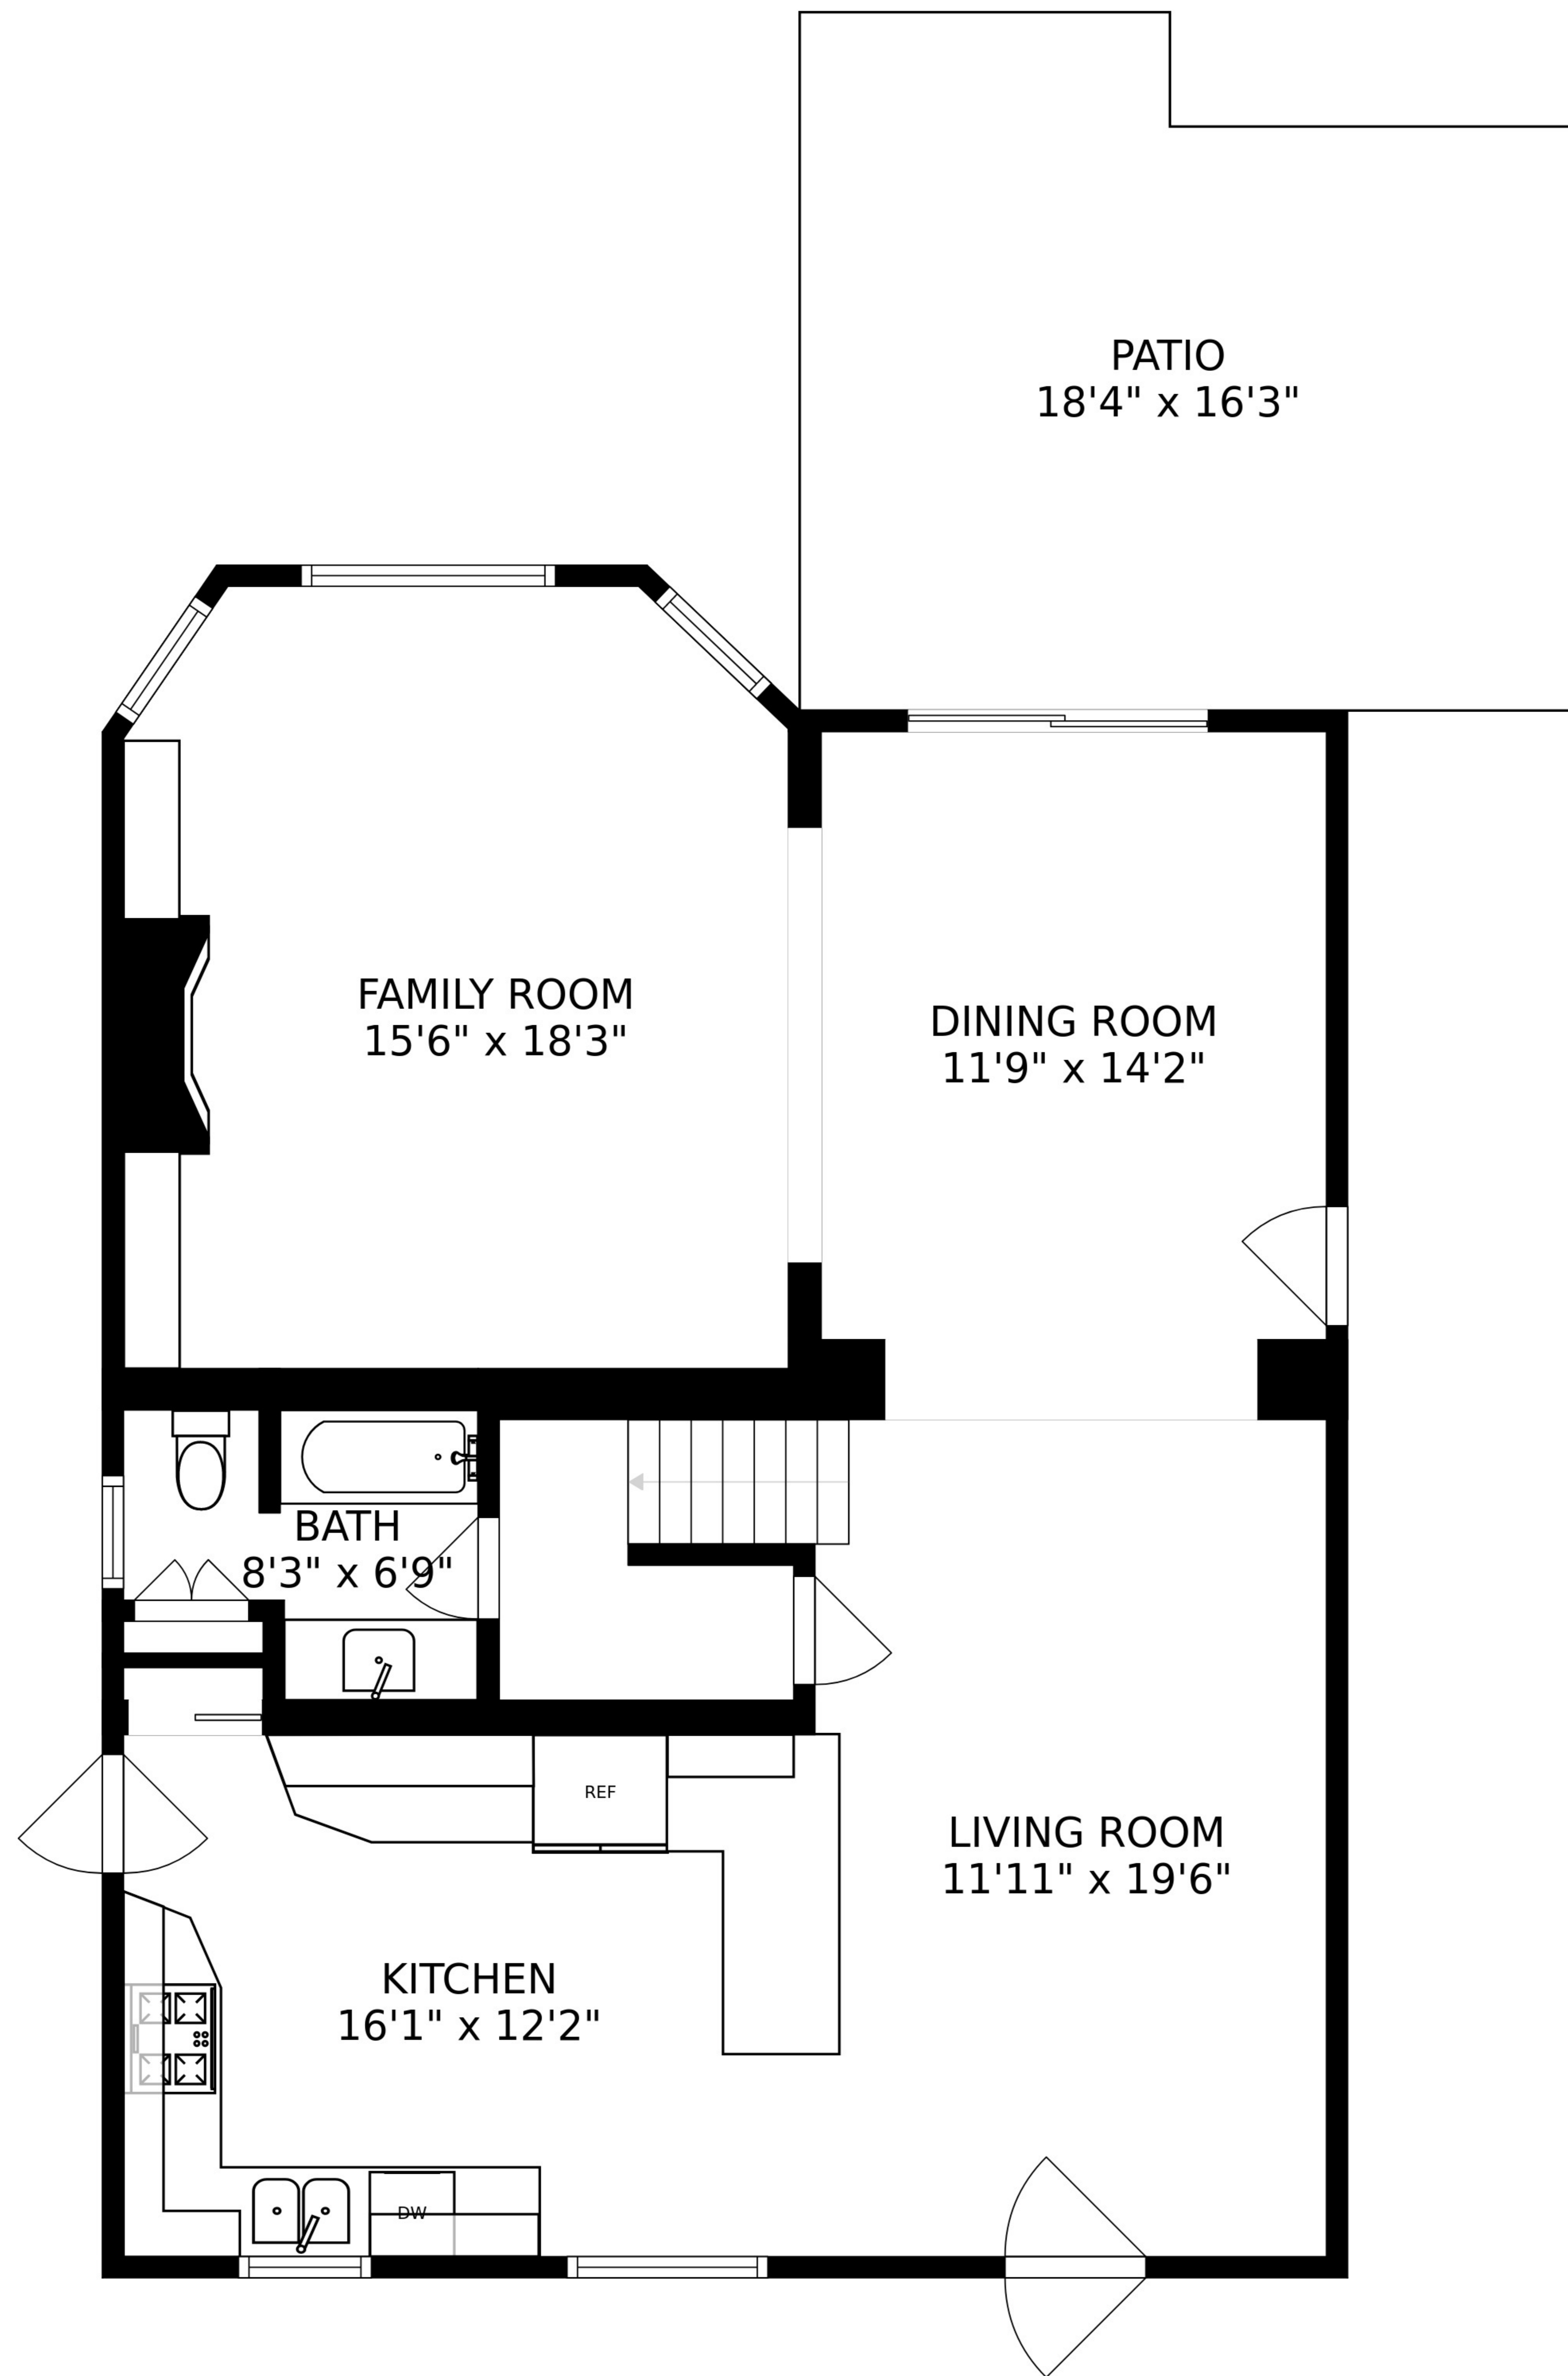 PATIO
18'4" x 16'3"
FAMILY ROOM
15'6" x 18'3"
DINING ROOM
11'9" x 14'2"
BATH
8'3" x 6'9"
REF
LIVING ROOM
11'11" x 19'6"
KITCHEN
16'1" x 12'2"
DW